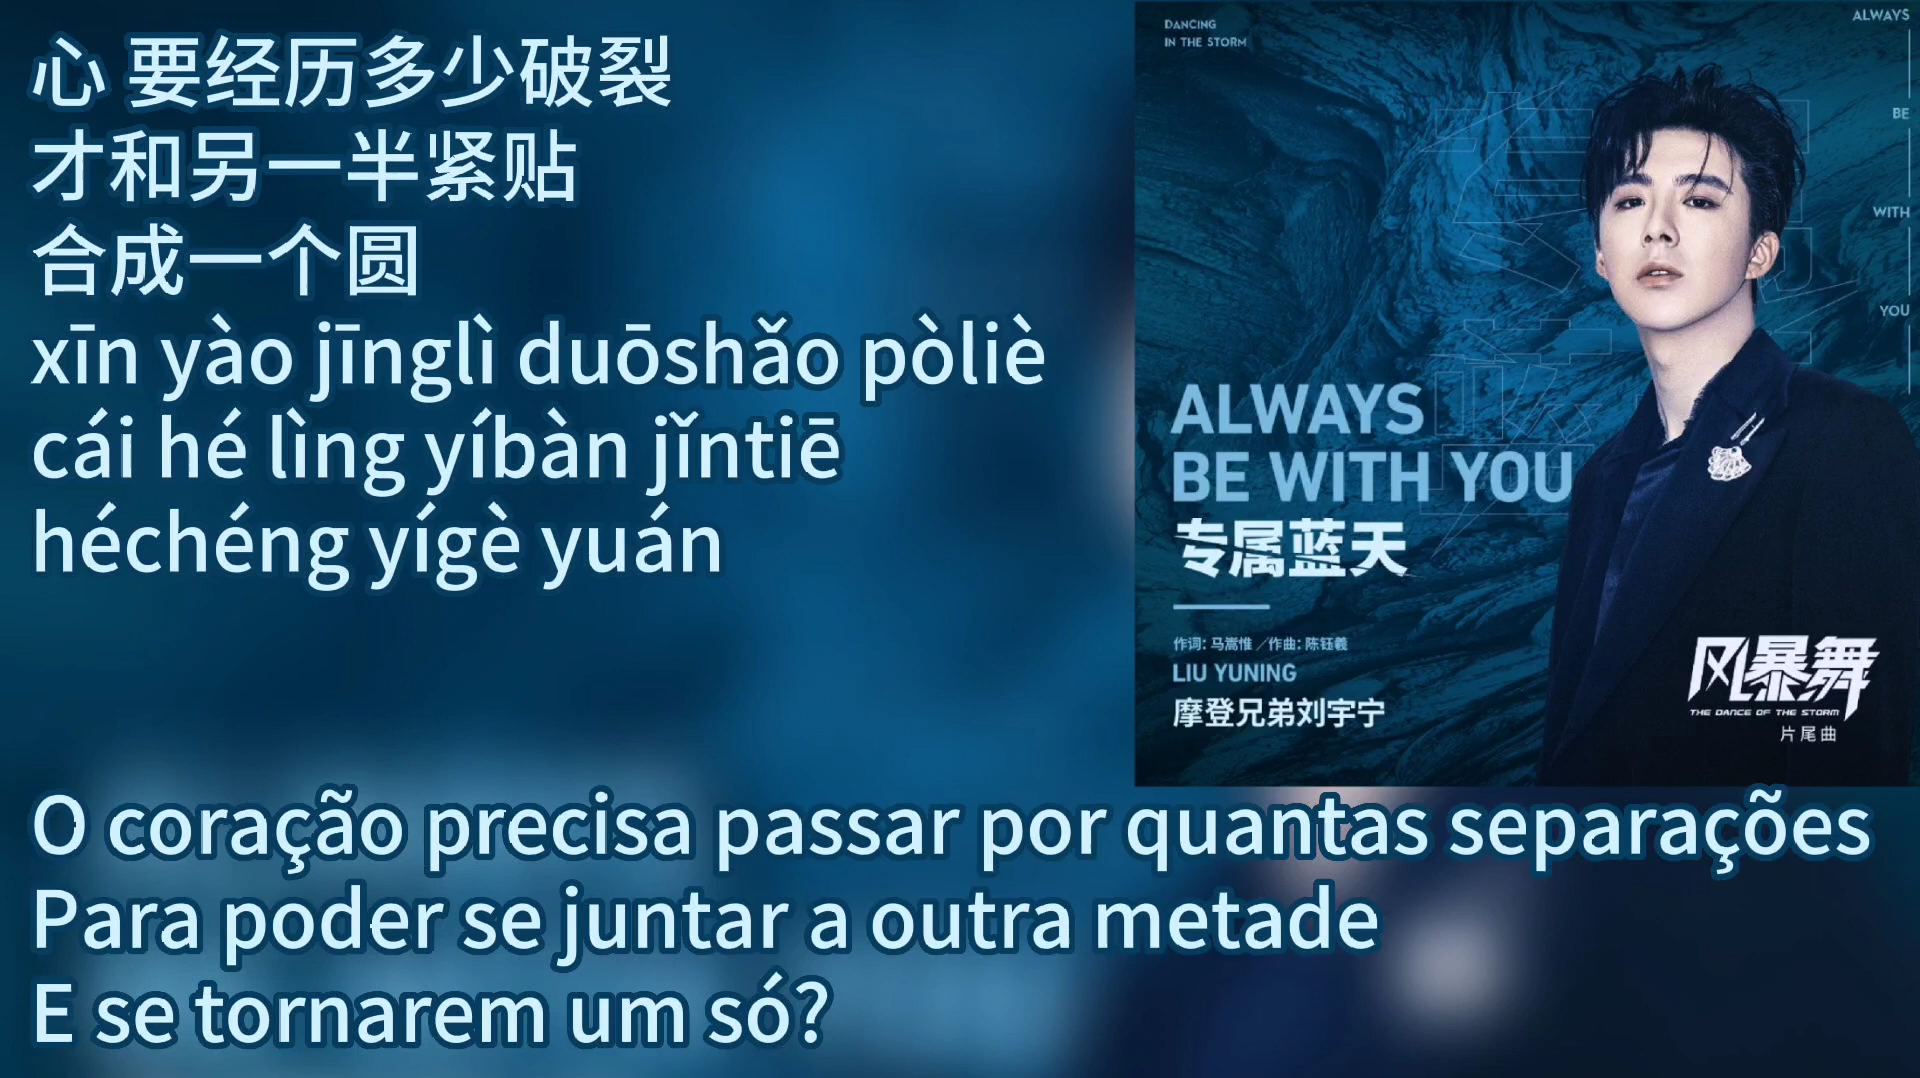 心 要经历多少破裂
才和另一半紧贴
合成一个圆
xīn yào jīnglì duōshǎo pòliè
cái hé lìng yíbàn jǐntiē
héchéng yígè yuán
DANCING
IN THE STORM
ALWAYS
BE
WITH
YOU
ALWAYS
BE WITH YOU
专属蓝天
作词: 马嵩惟 ／作曲: 陈钰羲
LIU YUNING
摩登兄弟刘宇宁
风暴舞
THE DANCE OF THE STORM
片尾曲
O coração precisa passar por quantas separações
Para poder se juntar a outra metade
E se tornarem um só?